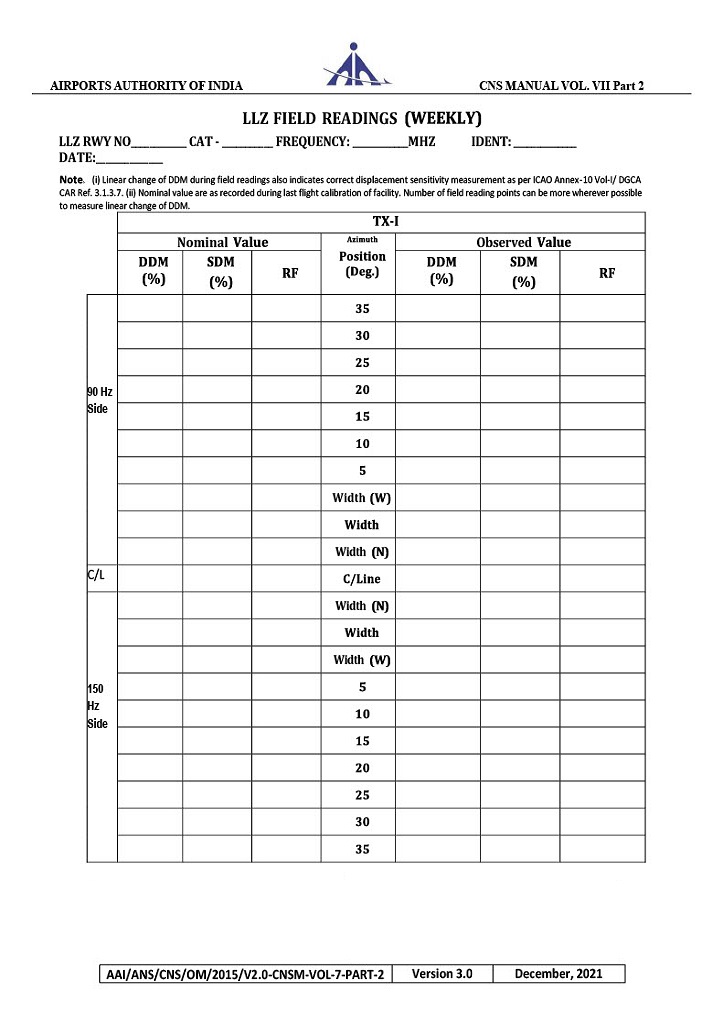 AIRPORTS AUTHORITY OF INDIA CNS MANUAL VOL. VII Part 2
LLZ FIELD READINGS (WEEKLY)
LLZ RWY NO__________ CAT - _________ FREQUENCY: __________MHZ IDENT: ___________
DATE:____________
Note. (i) Linear change of DDM during field readings also indicates correct displacement sensitivity measurement as per ICAO Annex-10 Vol-I/ DGCA
CAR Ref. 3.1.3.7. (ii) Nominal value are as recorded during last flight calibration of facility. Number of field reading points can be more wherever possible
to measure linear change of DDM.
TX-I
Nominal Value Azimuth Position (Deg.) Observed Value
DDM (%) SDM (%) RF DDM (%) SDM (%) RF
90 Hz Side
35
30
25
20
15
10
5
Width (W)
Width
Width (N)
C/L C/Line
150 Hz Side
Width (N)
Width
Width (W)
5
10
15
20
25
30
35
AAI/ANS/CNS/OM/2015/V2.0-CNSM-VOL-7-PART-2 Version 3.0 December, 2021